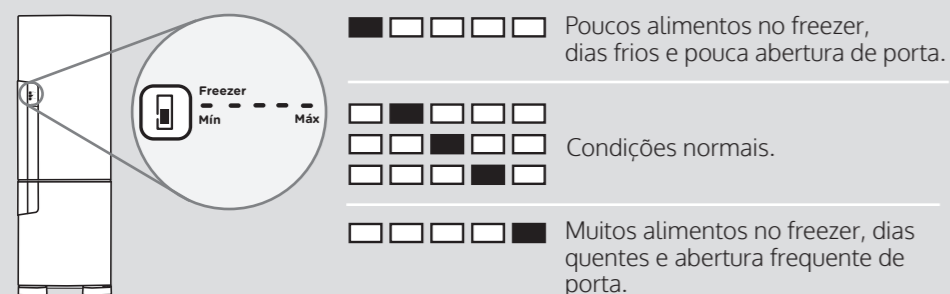 Freezer
Mín Máx
Poucos alimentos no freezer,
dias frios e pouca abertura de porta.
Condições normais.
Muitos alimentos no freezer, dias
quentes e abertura frequente de
porta.